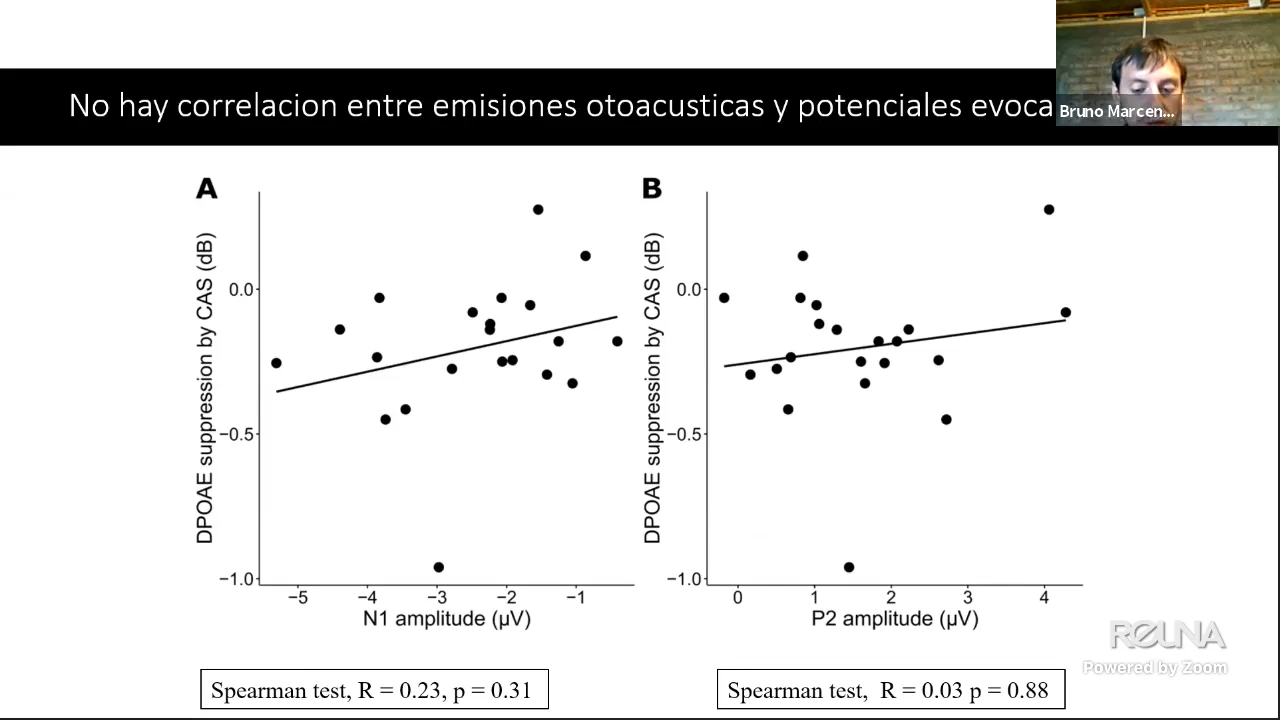 No hay correlacion entre emisiones otoacusticas y potenciales evoca
Bruno Marcen...
A
B
DPOAE suppression by CAS (dB)
0.0
−0.5
−1.0
−5 −4 −3 −2 −1
N1 amplitude (µV)
DPOAE suppression by CAS (dB)
0.0
−0.5
−1.0
0 1 2 3 4
P2 amplitude (µV)
REUNA
Powered by Zoom
Spearman test, R = 0.23, p = 0.31
Spearman test, R = 0.03 p = 0.88